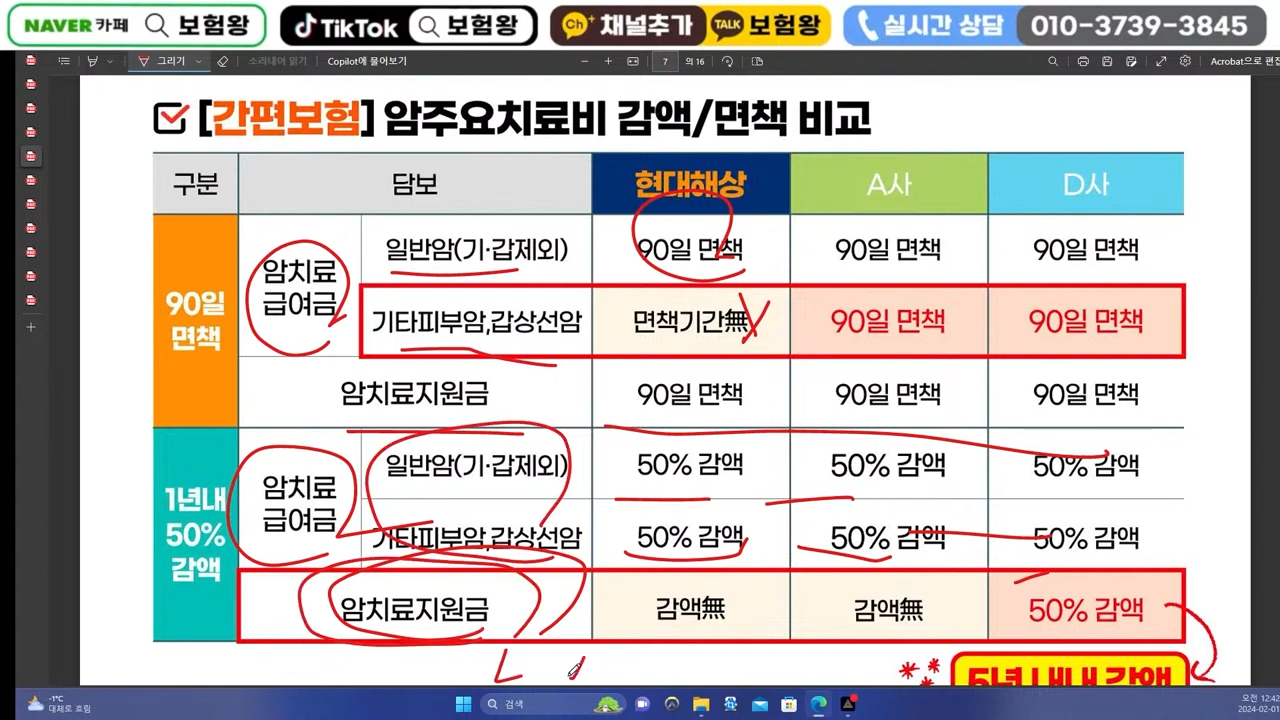 NAVER 카페 보험왕 TikTok 보험왕 Ch+ 채널추가 TALK 보험왕 실시간 상담 010-3739-3845
그리기 소리내어 읽기 Copilot에 물어보기 7 의 16 Acrobat으로 편집
[간편보험] 암주요치료비 감액/면책 비교
구분 담보 현대해상 A사 D사
90일 면책
암치료 급여금
일반암(기·갑제외) 90일 면책 90일 면책 90일 면책
기타피부암,갑상선암 면책기간無 90일 면책 90일 면책
암치료지원금 90일 면책 90일 면책 90일 면책
1년내 50% 감액
암치료 급여금
일반암(기·갑제외) 50% 감액 50% 감액 50% 감액
기타피부암,갑상선암 50% 감액 50% 감액 50% 감액
암치료지원금 감액無 감액無 50% 감액
5년 내내 감액
-1°C
대체로 흐림
검색
오전 12:42
2024-02-01